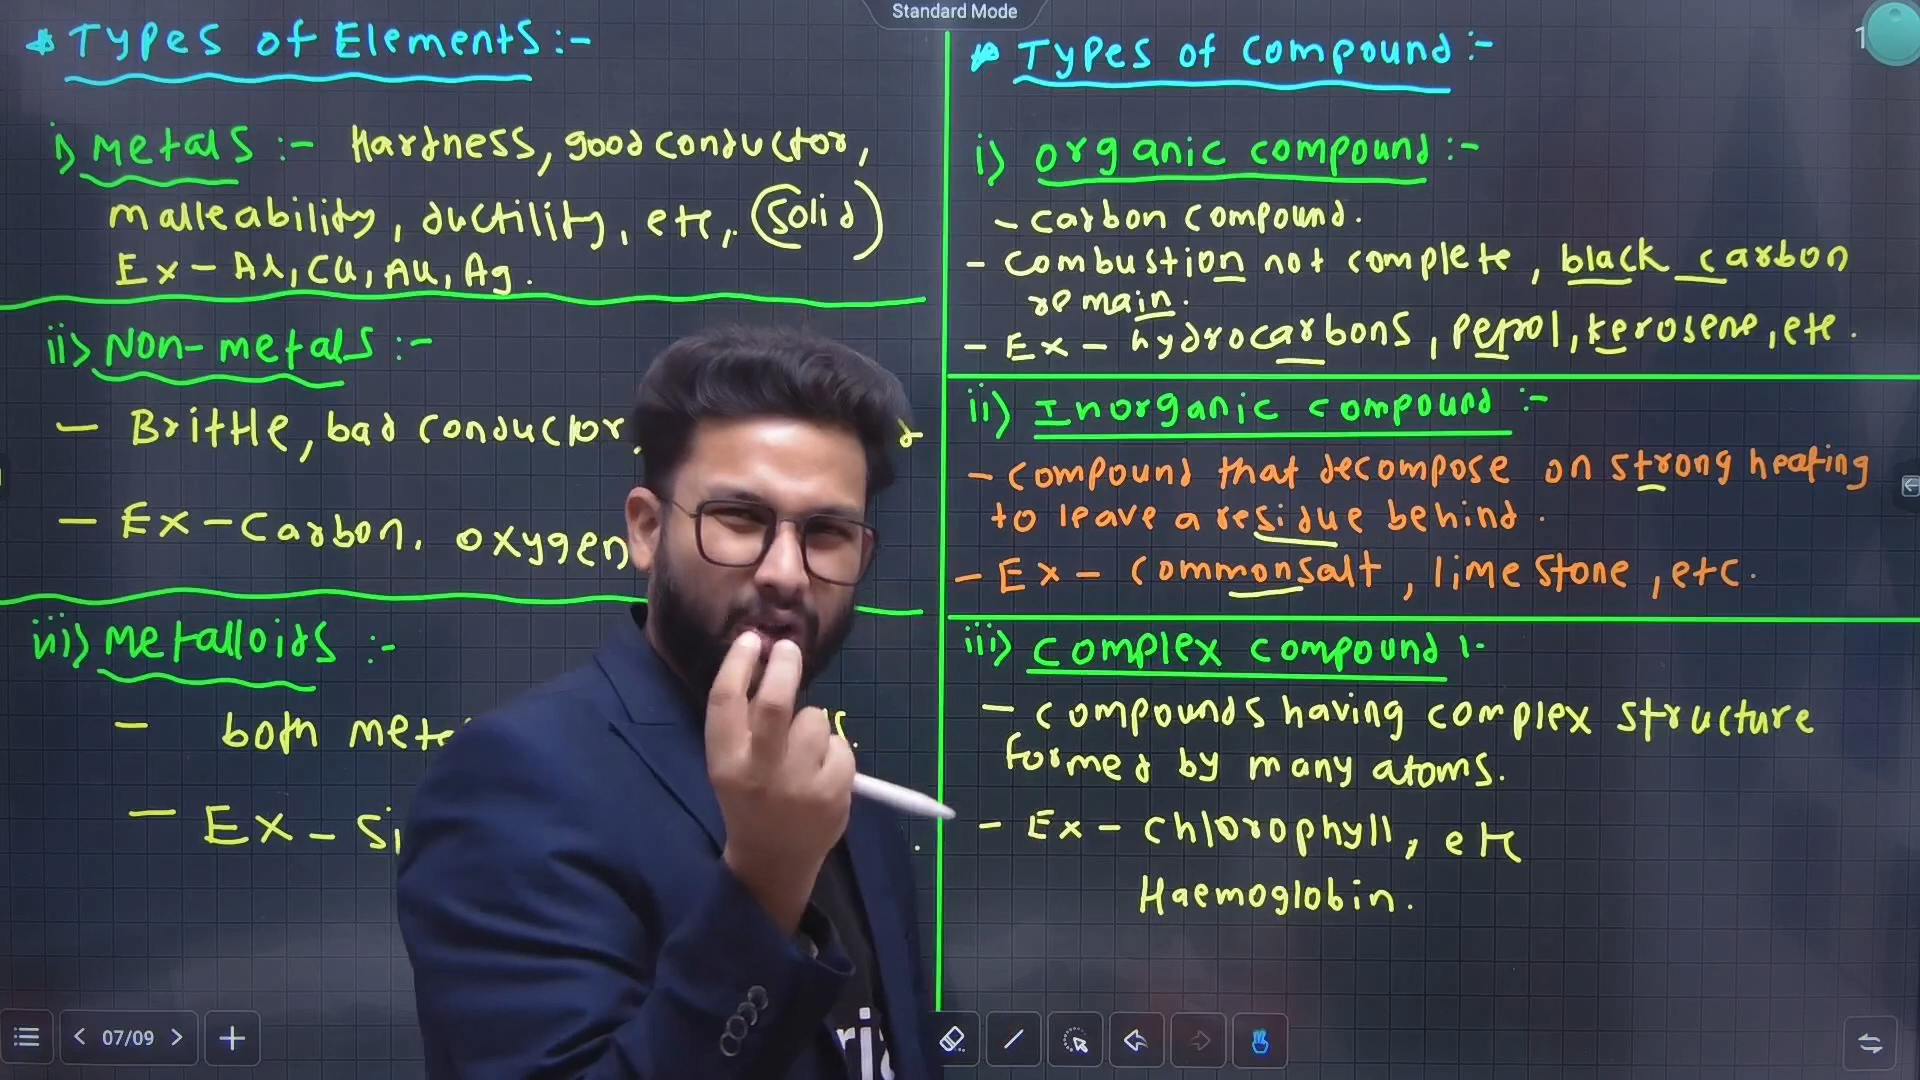 Standard Mode
* Types of Elements :-
i) Metals :- Hardness, good conductor,
malleability, ductility, etc, (Solid)
Ex - Al, Cu, Au, Ag.
ii) Non-metals :-
- Brittle, bad conductor,
- Ex - Carbon, oxygen
iii) Metalloids :-
- both
- Ex -
* Types of Compound :-
i) Organic compound :-
- Carbon compound.
- Combustion not complete, black carbon
remain.
- Ex - hydrocarbons, petrol, kerosene, etc.
ii) Inorganic compound :-
- Compound that decompose on strong heating
to leave a residue behind.
- Ex - Commonsalt, lime stone, etc.
iii) Complex compound :-
- Compounds having complex structure
formed by many atoms.
- Ex - Chlorophyll, etc
Haemoglobin.
07/09